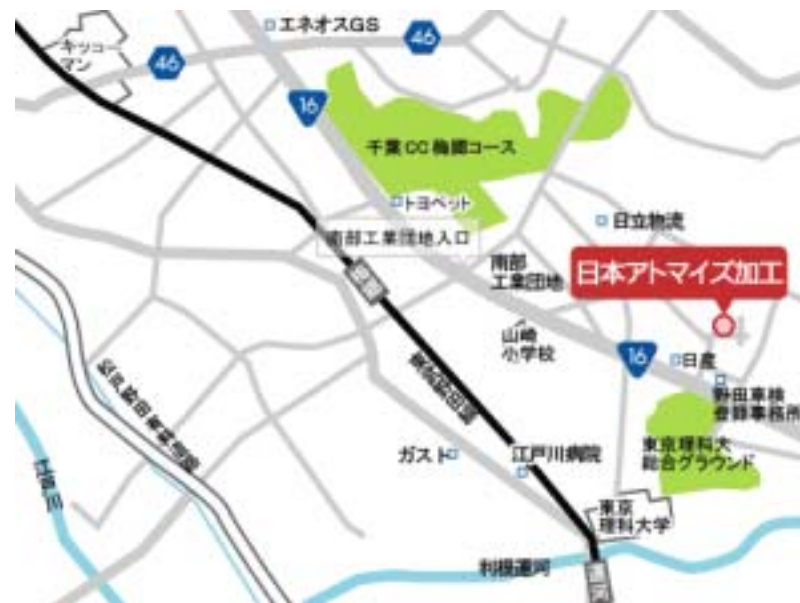 エネオスGS
46
46
キッコー
マン
16
千葉CC 梅郷コース
トヨペット
日立物流
南部工業団地入口
南部
工業団地
日本アトマイズ加工
山崎
小学校
16
日産
野田車検
登録事務所
ガスト
江戸川病院
東京理科大
総合グラウンド
東京
理科大学
江戸川
利根運河